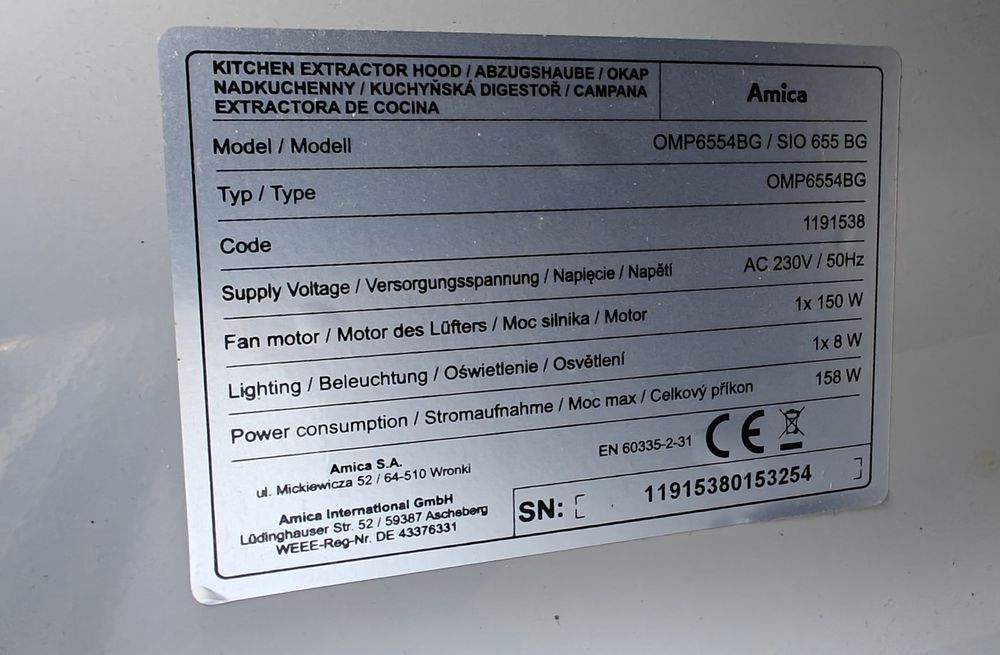 KITCHEN EXTRACTOR HOOD / ABZUGSHAUBE / OKAP
NADKUCHENNY / KUCHYŇSKÁ DIGESTOŘ / CAMPANA
EXTRACTORA DE COCINA
Amica
Model / Modell OMP6554BG / SIO 655 BG
Typ / Type OMP6554BG
Code 1191538
Supply Voltage / Versorgungsspannung / Napięcie / Napětí AC 230V / 50Hz
Fan motor / Motor des Lüfters / Moc silnika / Motor 1x 150 W
Lighting / Beleuchtung / Oświetlenie / Osvětlení 1x 8 W
Power consumption / Stromaufnahme / Moc max / Celkový příkon 158 W
Amica S.A.
ul. Mickiewicza 52 / 64-510 Wronki
Amica International GmbH
Lüdinghauser Str. 52 / 59387 Ascheberg
WEEE-Reg-Nr. DE 43376331
EN 60335-2-31 CE
SN: 11915380153254